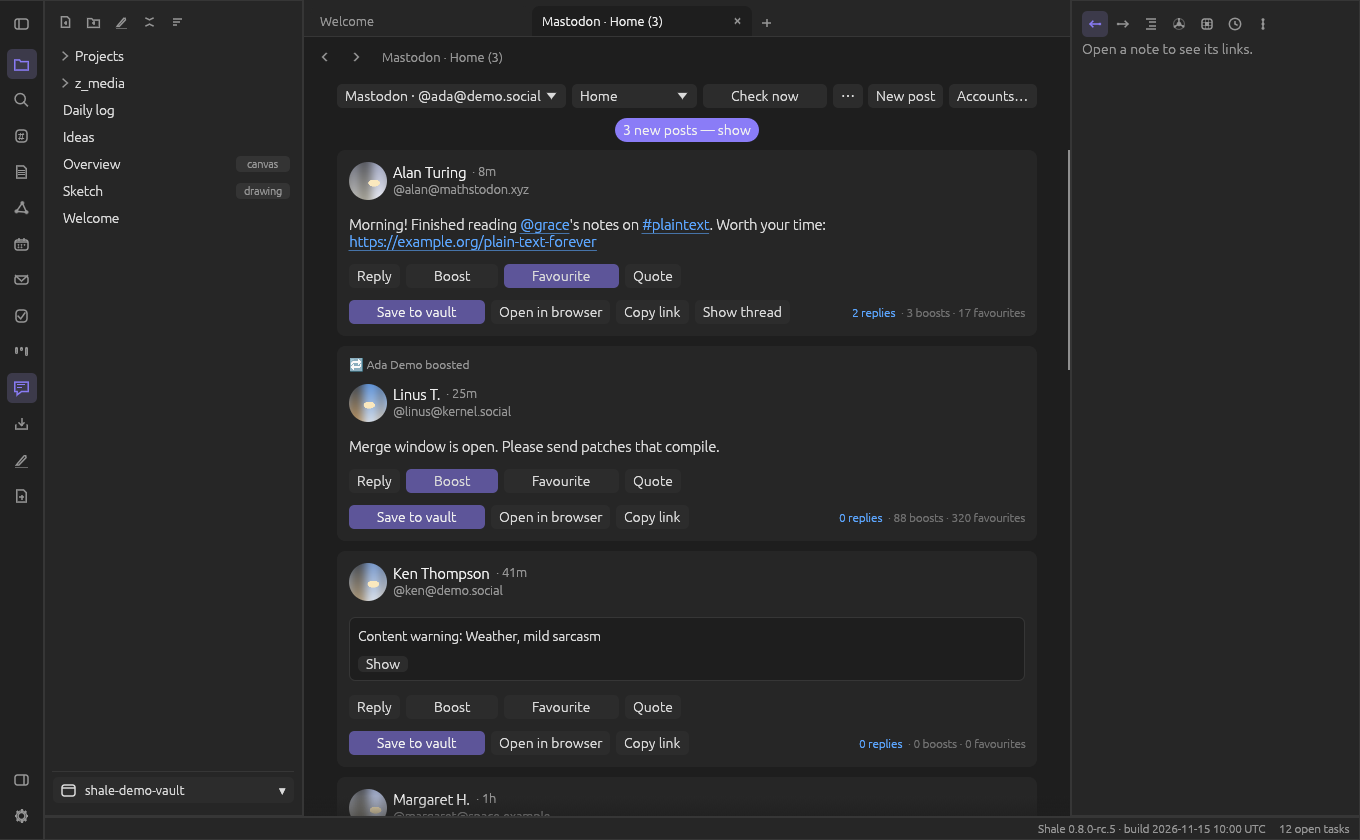 Welcome
Mastodon · Home (3)
Projects
z_media
Daily log
Ideas
Overview
canvas
Sketch
drawing
Welcome
shale-demo-vault
Mastodon · Home (3)
Mastodon · @ada@demo.social
Home
Check now
New post
Accounts…
3 new posts — show
Alan Turing · 8m
@alan@mathstodon.xyz
Morning! Finished reading @grace's notes on #plaintext. Worth your time:
https://example.org/plain-text-forever
Reply Boost Favourite Quote
Save to vault Open in browser Copy link Show thread 2 replies · 3 boosts · 17 favourites
Ada Demo boosted
Linus T. · 25m
@linus@kernel.social
Merge window is open. Please send patches that compile.
Reply Boost Favourite Quote
Save to vault Open in browser Copy link 0 replies · 88 boosts · 320 favourites
Ken Thompson · 41m
@ken@demo.social
Content warning: Weather, mild sarcasm
Show
Reply Boost Favourite Quote
Save to vault Open in browser Copy link 0 replies · 0 boosts · 0 favourites
Margaret H. · 1h
Open a note to see its links.
Shale 0.8.0-rc.5 · build 2026-11-15 10:00 UTC 12 open tasks